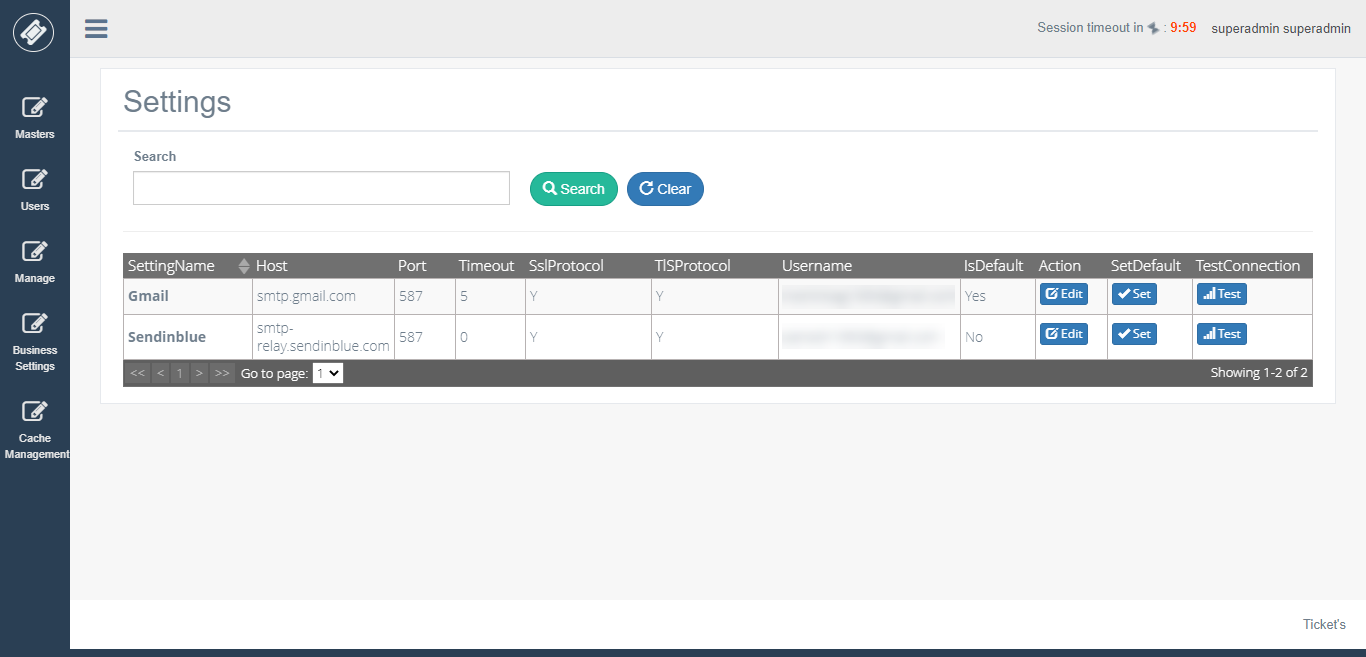 Session timeout in : 9:59 superadmin superadmin
Masters
Users
Manage
Business
Settings
Cache
Management
Settings
Search
Search Clear
SettingName Host Port Timeout SslProtocol TlSProtocol Username IsDefault Action SetDefault TestConnection
Gmail smtp.gmail.com 587 5 Y Y Yes Edit Set Test
Sendinblue smtp-
relay.sendinblue.com 587 0 Y Y No Edit Set Test
<< < 1 > >> Go to page: 1 Showing 1-2 of 2
Ticket's